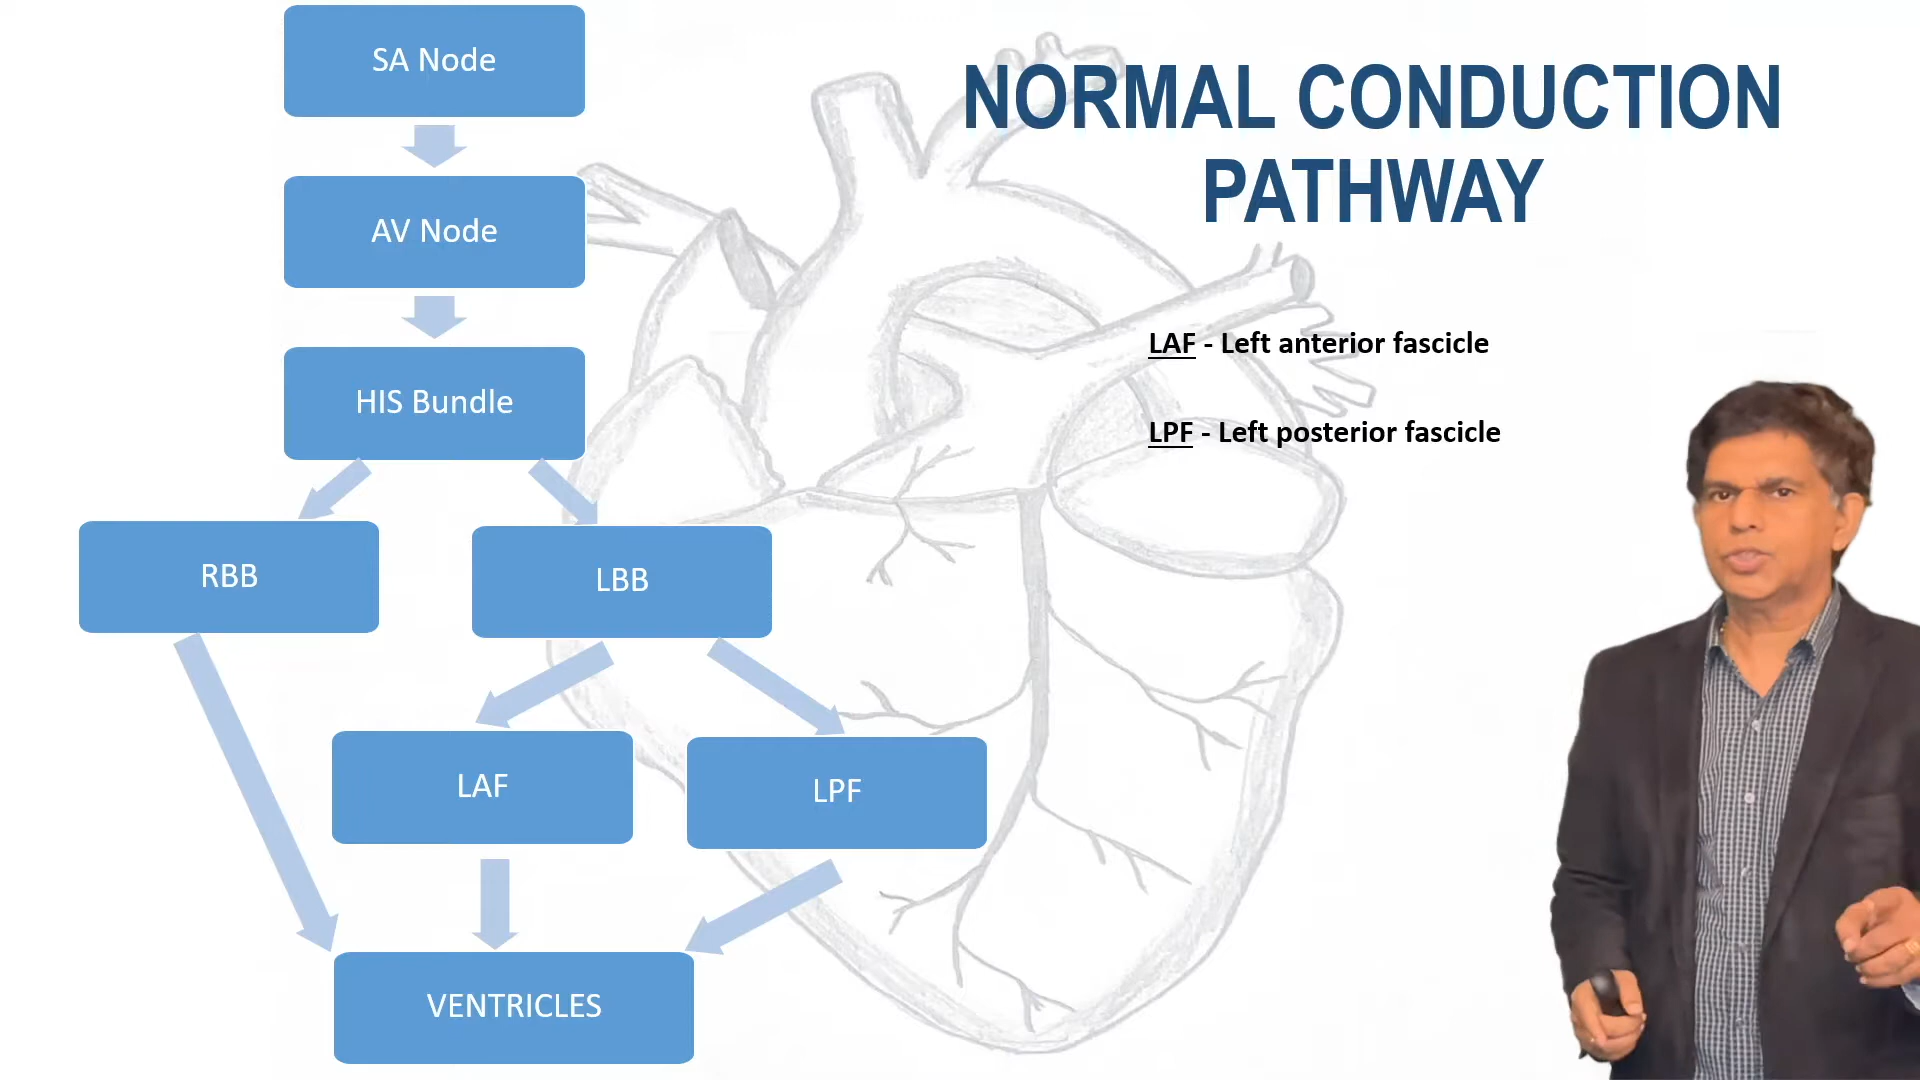 SA Node
NORMAL CONDUCTION
PATHWAY
AV Node
HIS Bundle
LAF - Left anterior fascicle
LPF - Left posterior fascicle
RBB
LBB
LAF
LPF
VENTRICLES